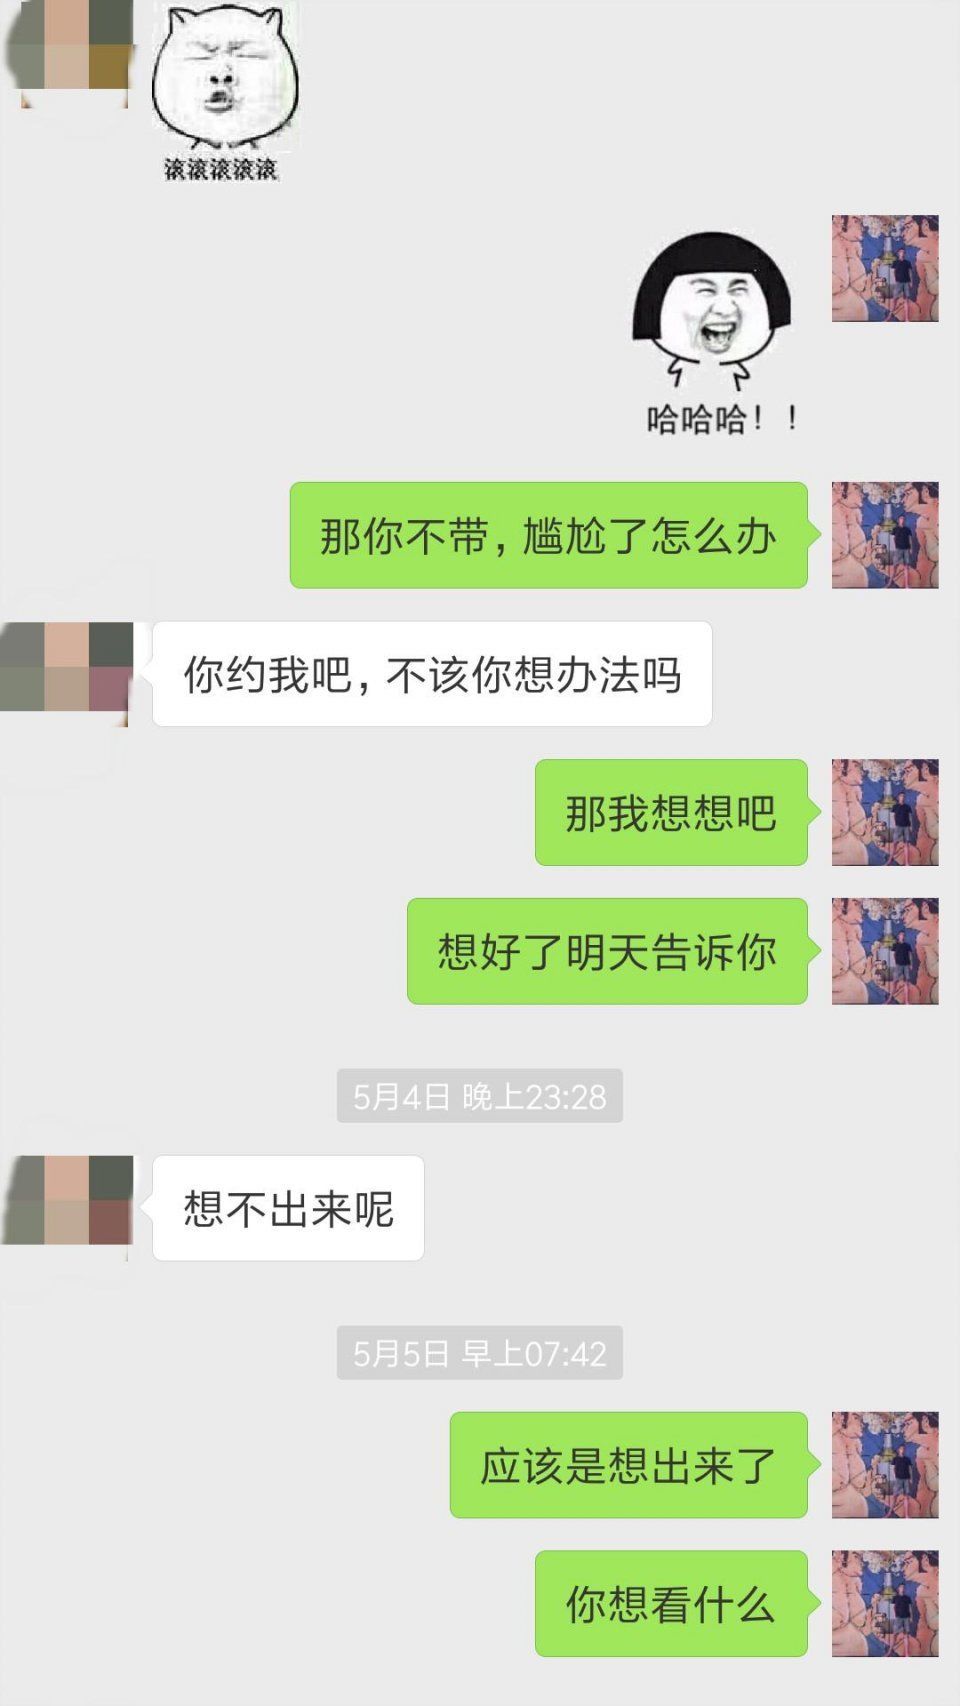 滚滚滚滚滚
哈哈哈！！
那你不带，尴尬了怎么办
你约我吧，不该你想办法吗
那我想想吧
想好了明天告诉你
5月4日 晚上23:28
想不出来呢
5月5日 早上07:42
应该是想出来了
你想看什么